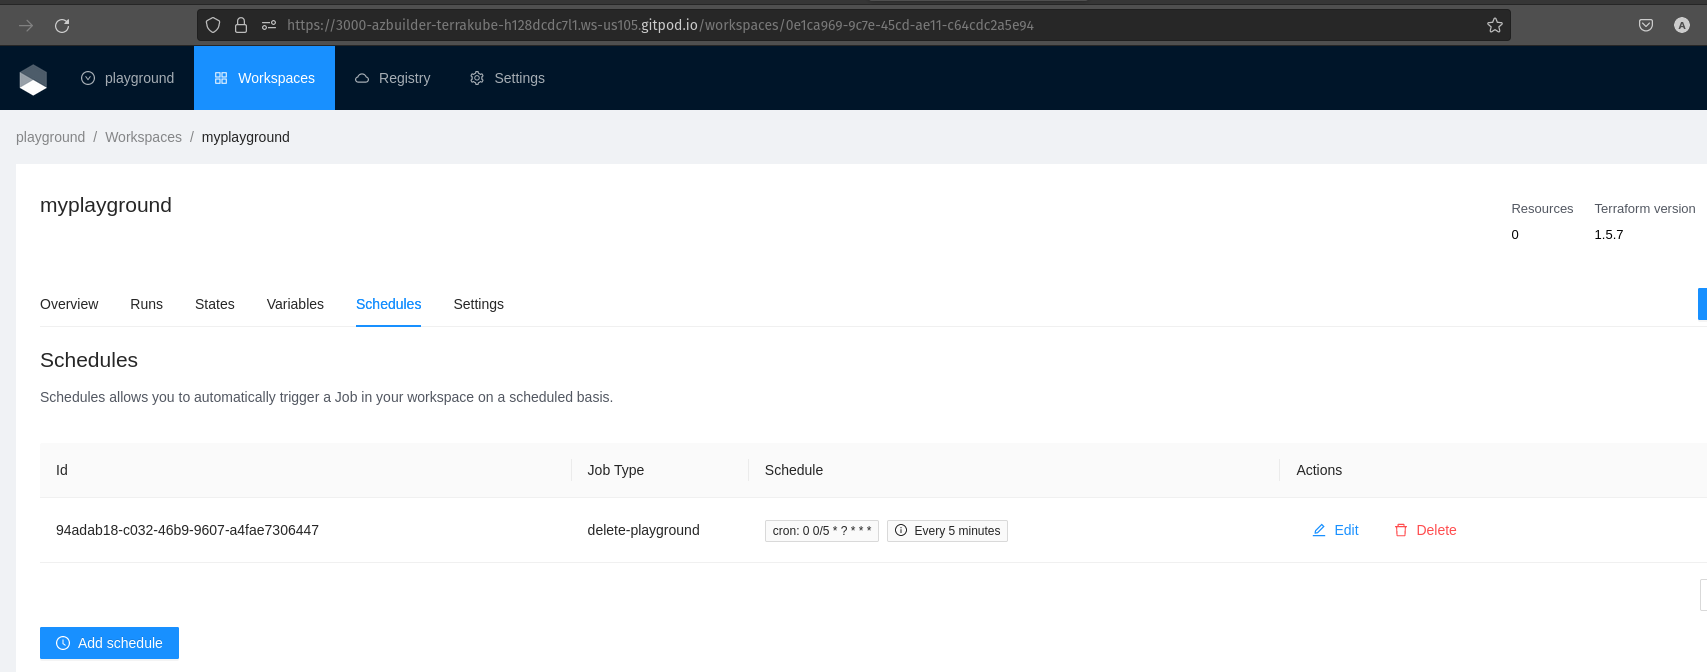 https://3000-azbuilder-terrakube-h128dcdc7l1.ws-us105.gitpod.io/workspaces/0e1ca969-9c7e-45cd-ae11-c64cdc2a5e94
A
playground Workspaces Registry Settings
playground / Workspaces / myplayground
myplayground
Resources Terraform version
0 1.5.7
Overview Runs States Variables Schedules Settings
Schedules
Schedules allows you to automatically trigger a Job in your workspace on a scheduled basis.
Id Job Type Schedule Actions
94adab18-c032-46b9-9607-a4fae7306447 delete-playground cron: 0 0/5 * ? * * * Every 5 minutes Edit Delete
Add schedule